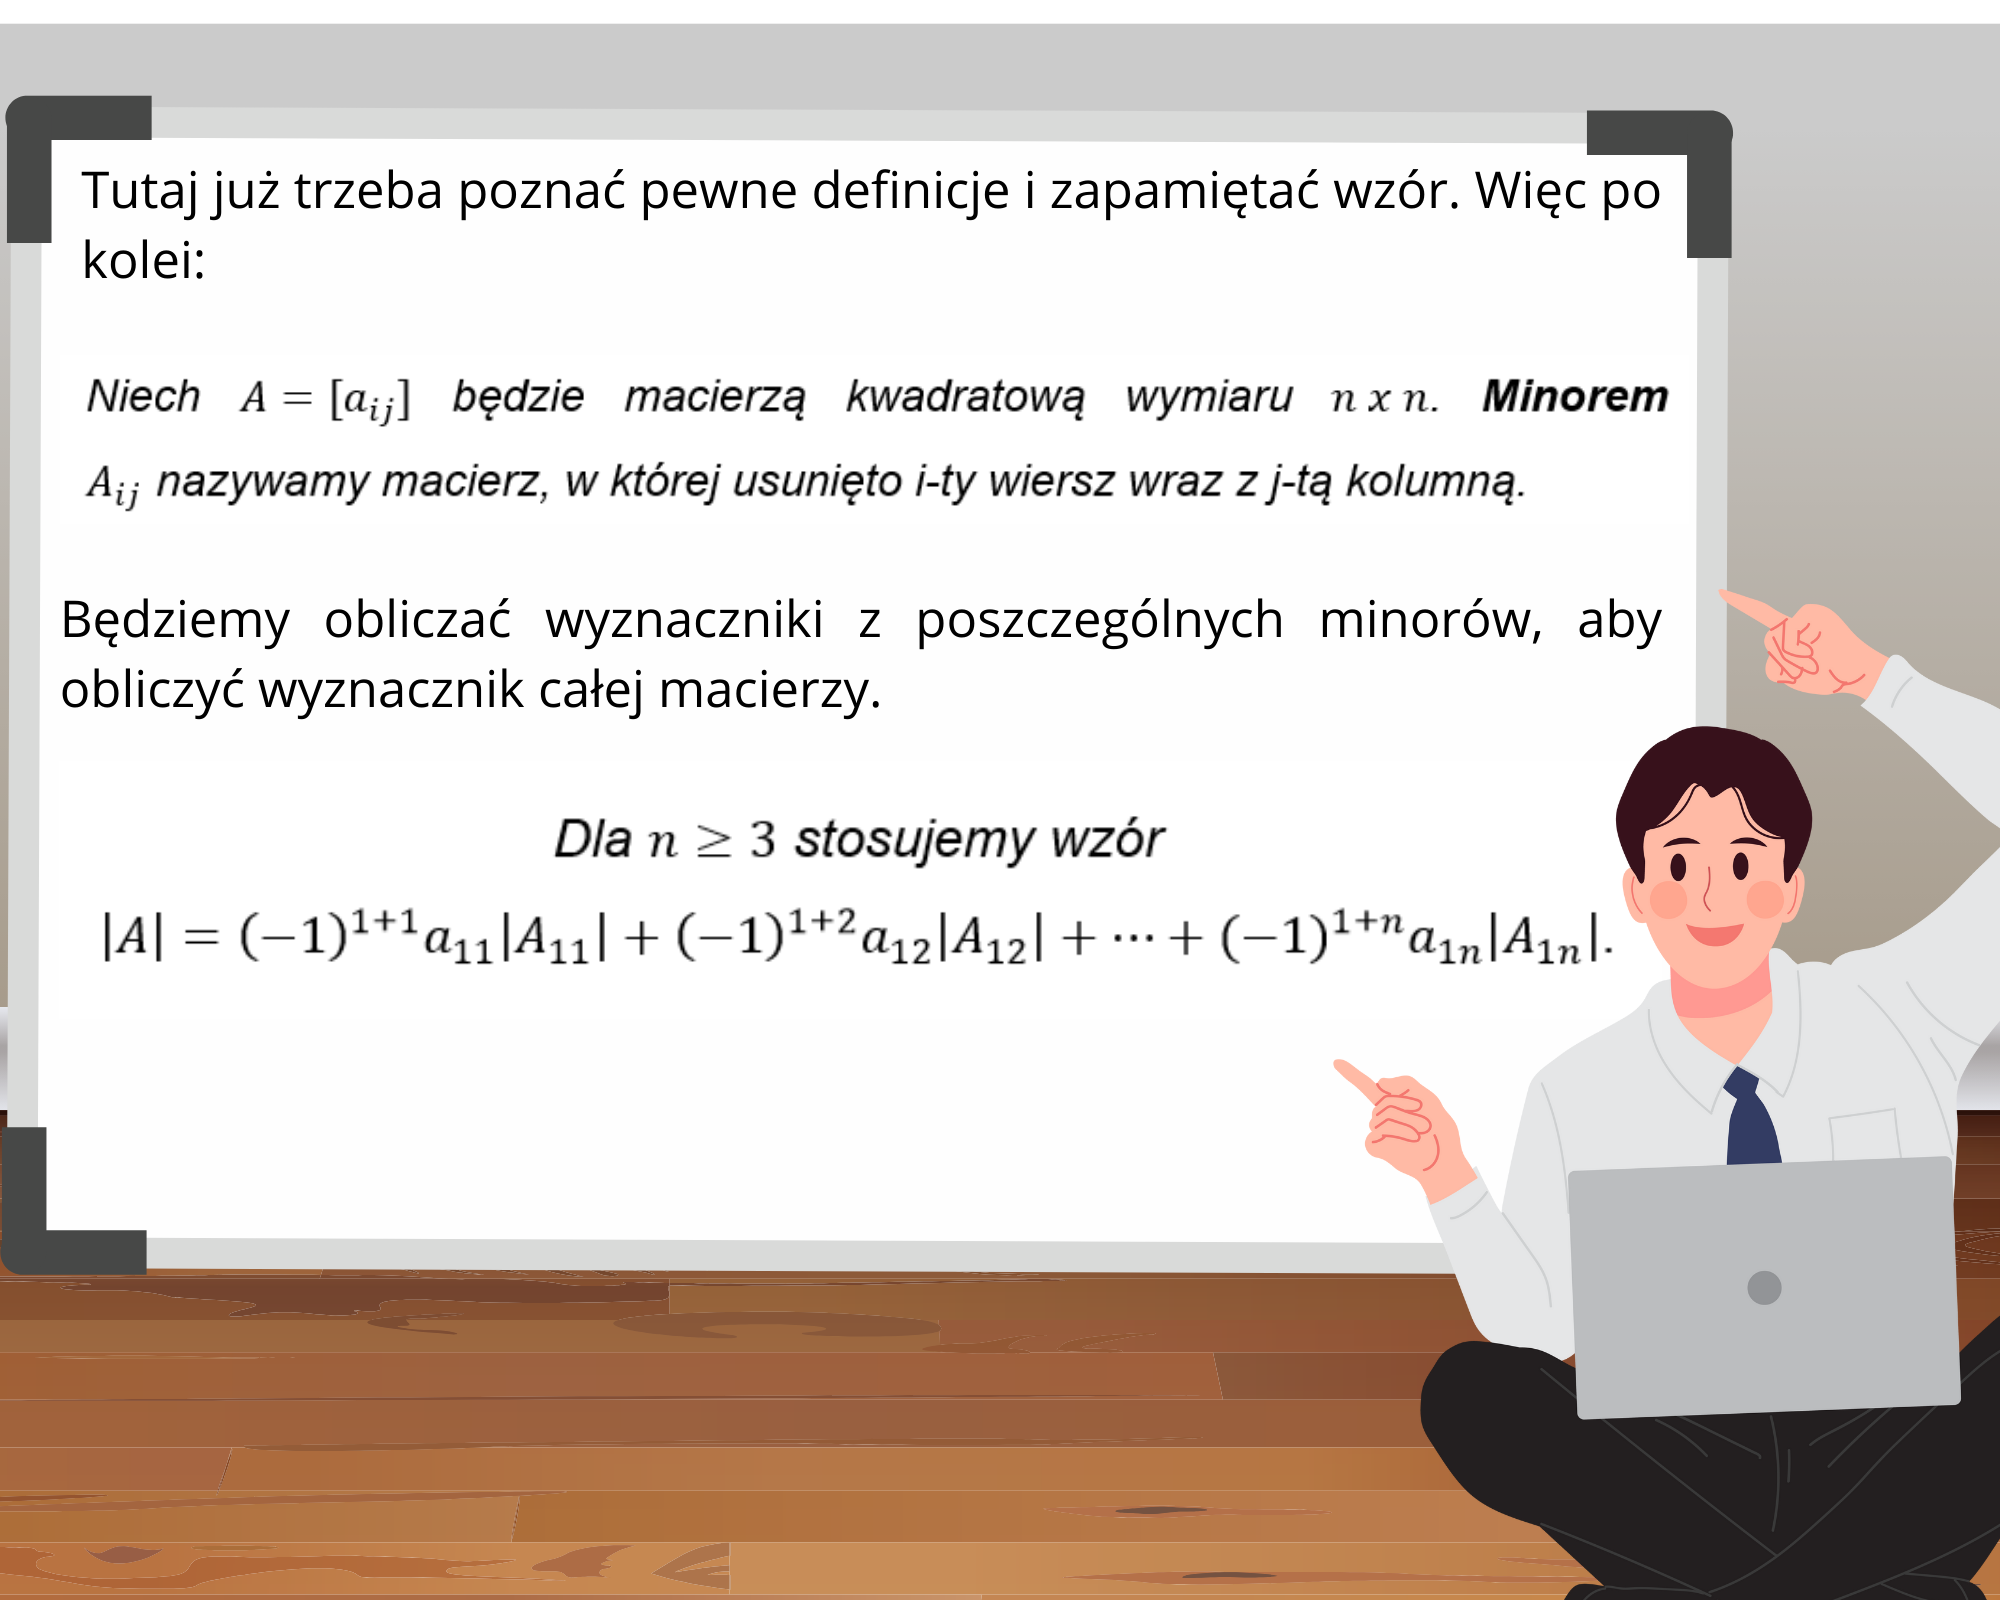 Tutaj już trzeba poznać pewne definicje i zapamiętać wzór. Więc po
kolei:
Niech A = [a_{ij}] będzie macierzą kwadratową wymiaru n x n. Minorem
A_{ij} nazywamy macierz, w której usunięto i-ty wiersz wraz z j-tą kolumną.
Będziemy obliczać wyznaczniki z poszczególnych minorów, aby
obliczyć wyznacznik całej macierzy.
Dla n ≥ 3 stosujemy wzór
|A| = (−1)^{1+1}a_{11}|A_{11}| + (−1)^{1+2}a_{12}|A_{12}| + ⋯ + (−1)^{1+n}a_{1n}|A_{1n}|.